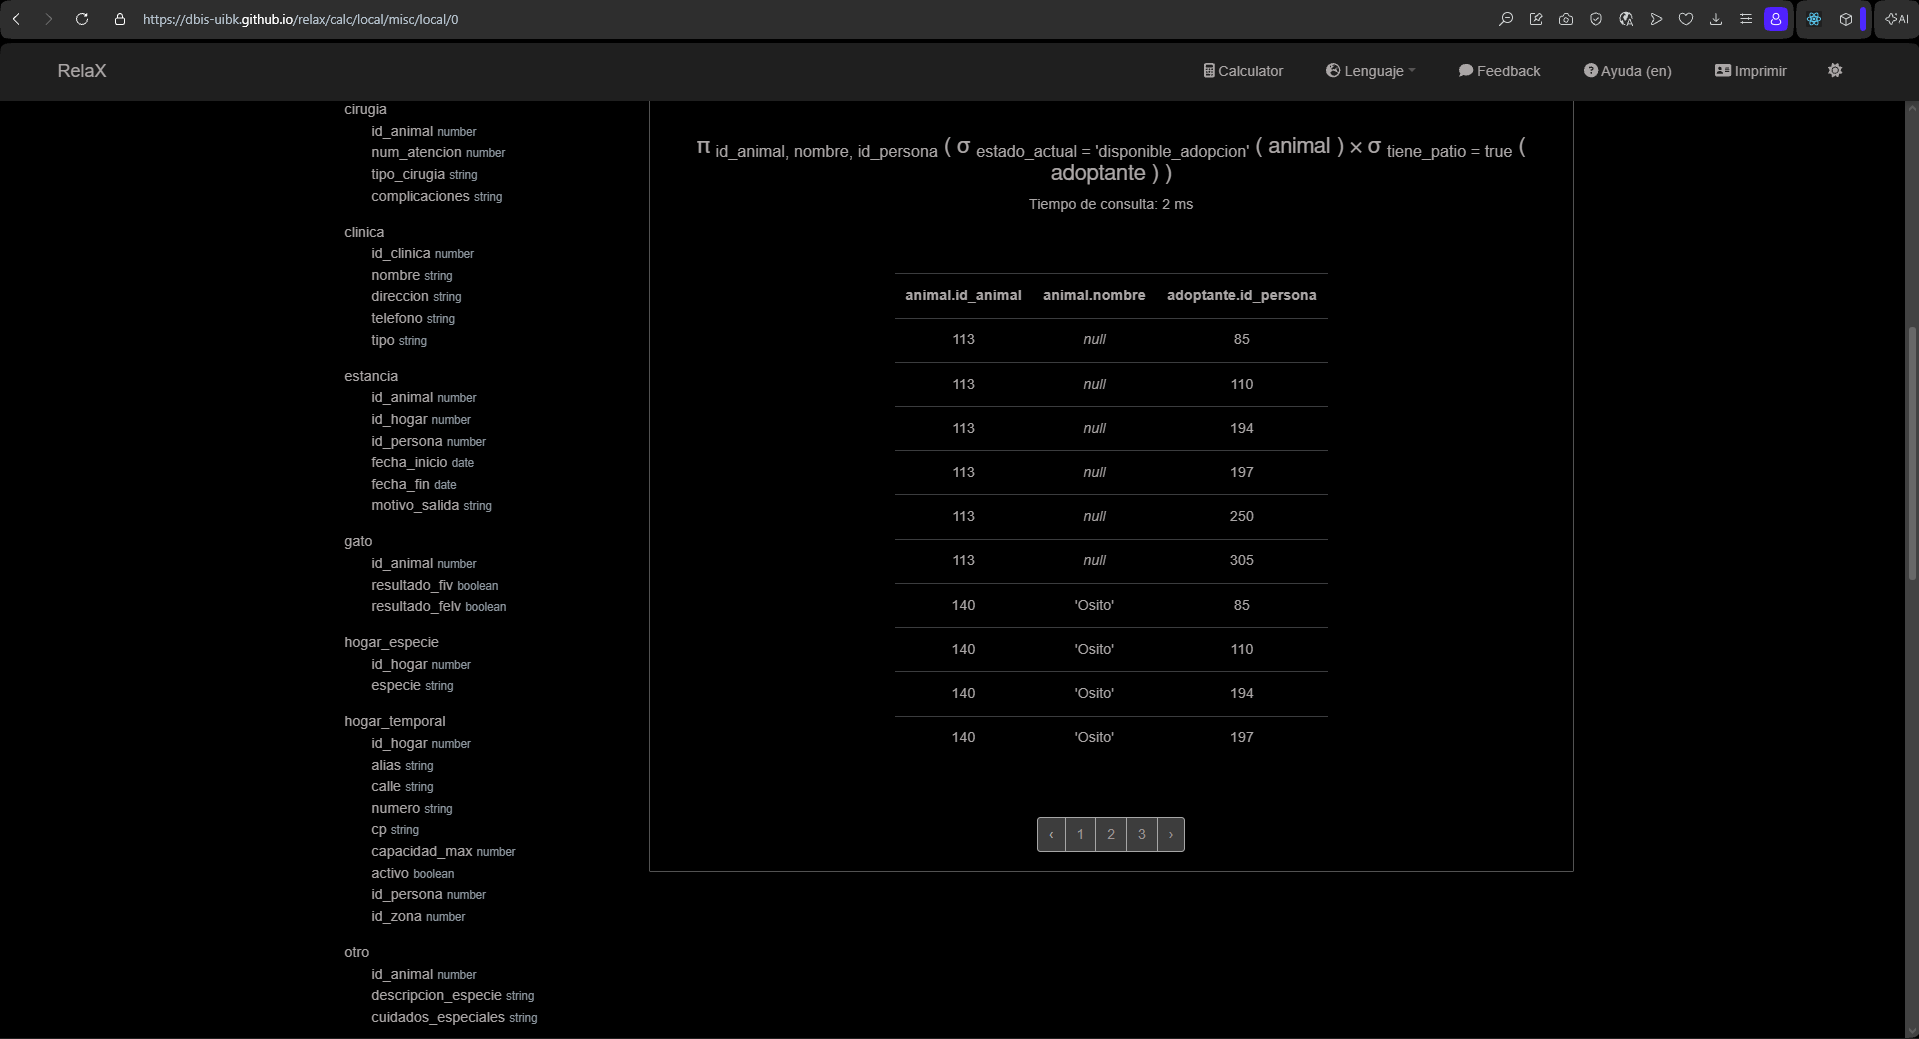 https://dbis-uibk.github.io/relax/calc/local/misc/local/0
AI
RelaX
Calculator
Lenguaje
Feedback
Ayuda (en)
Imprimir
cirugia
id_animal number
num_atencion number
tipo_cirugia string
complicaciones string
clinica
id_clinica number
nombre string
direccion string
telefono string
tipo string
estancia
id_animal number
id_hogar number
id_persona number
fecha_inicio date
fecha_fin date
motivo_salida string
gato
id_animal number
resultado_fiv boolean
resultado_felv boolean
hogar_especie
id_hogar number
especie string
hogar_temporal
id_hogar number
alias string
calle string
numero string
cp string
capacidad_max number
activo boolean
id_persona number
id_zona number
otro
id_animal number
descripcion_especie string
cuidados_especiales string
π id_animal, nombre, id_persona ( σ estado_actual = 'disponible_adopcion' ( animal ) × σ tiene_patio = true (
adoptante ) )
Tiempo de consulta: 2 ms
animal.id_animal animal.nombre adoptante.id_persona
113 null 85
113 null 110
113 null 194
113 null 197
113 null 250
113 null 305
140 'Osito' 85
140 'Osito' 110
140 'Osito' 194
140 'Osito' 197
‹ 1 2 3 ›